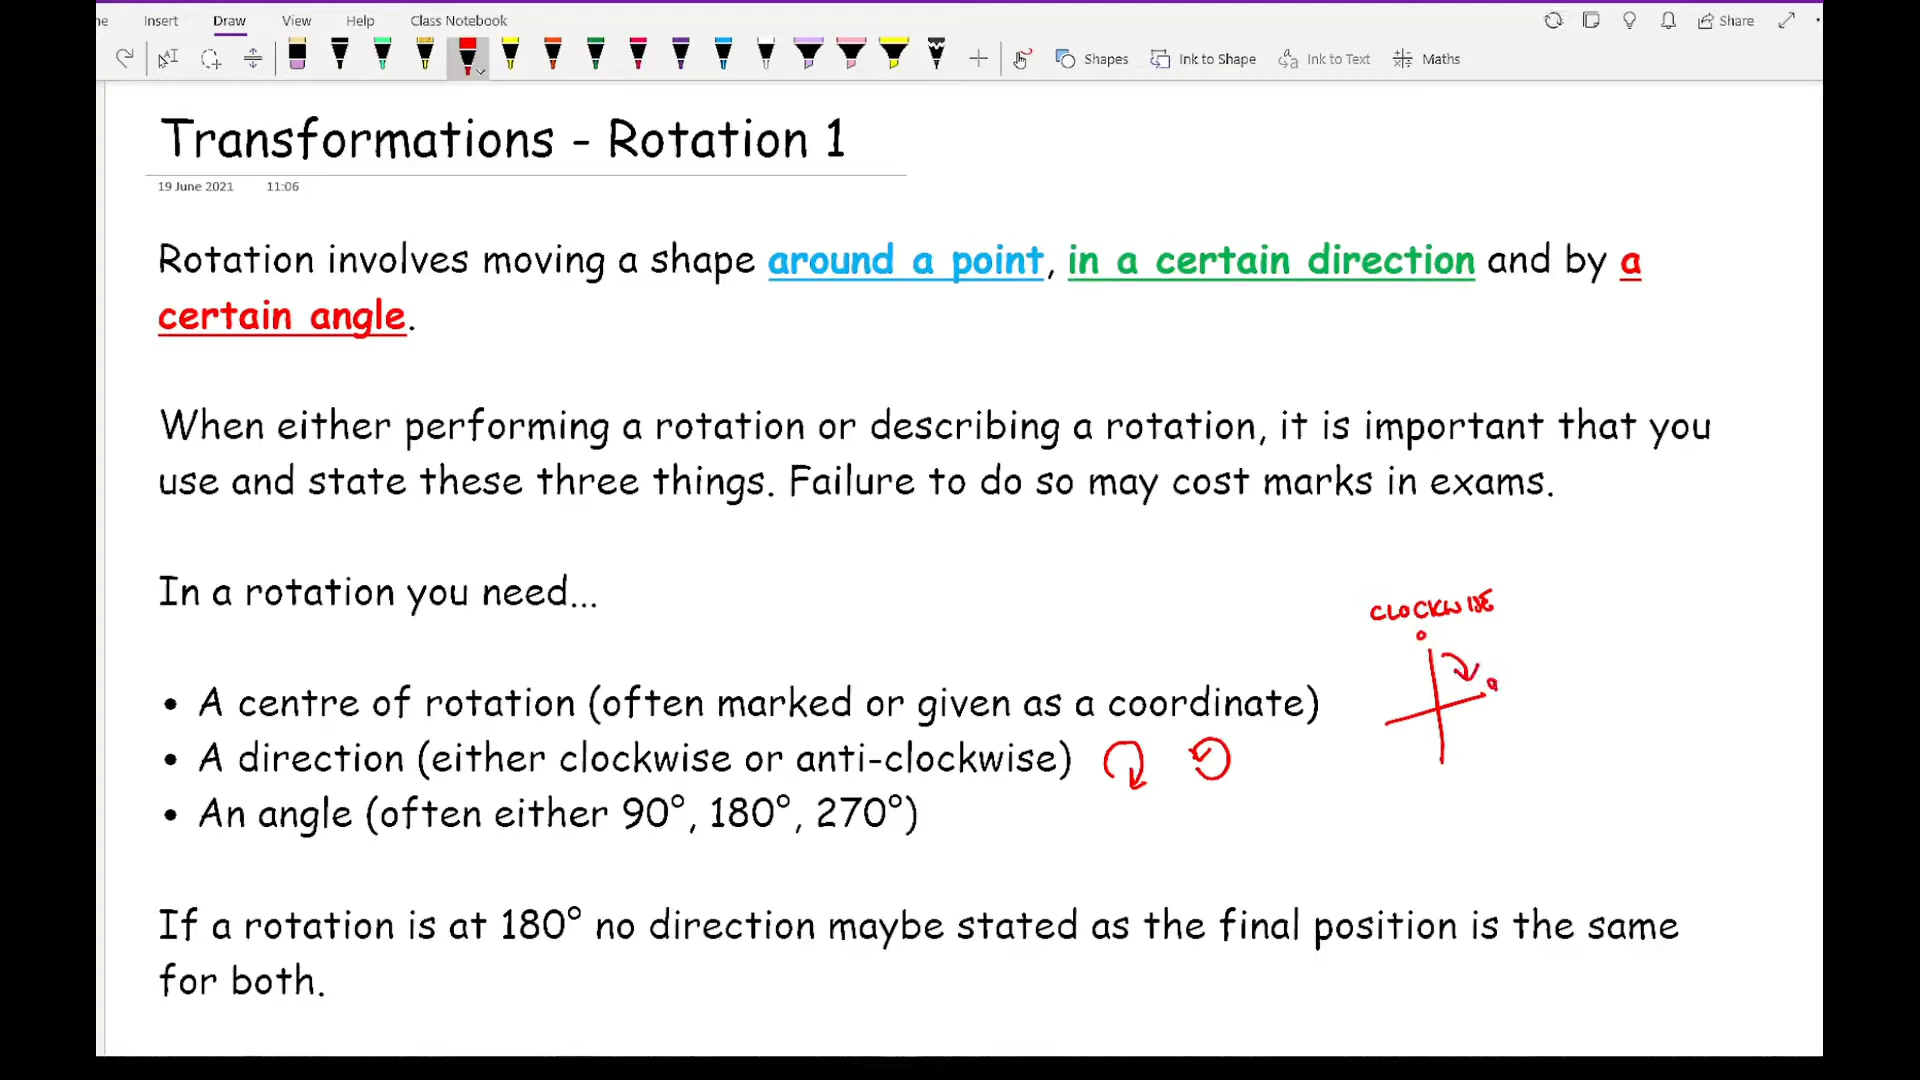 Insert Draw View Help Class Notebook Share
Shapes Ink to Shape Ink to Text Maths
Transformations - Rotation 1
19 June 2021 11:06
Rotation involves moving a shape around a point, in a certain direction and by a
certain angle.
When either performing a rotation or describing a rotation, it is important that you
use and state these three things. Failure to do so may cost marks in exams.
In a rotation you need...
CLOCKWISE
• A centre of rotation (often marked or given as a coordinate)
• A direction (either clockwise or anti-clockwise)
• An angle (often either 90°, 180°, 270°)
If a rotation is at 180° no direction maybe stated as the final position is the same
for both.